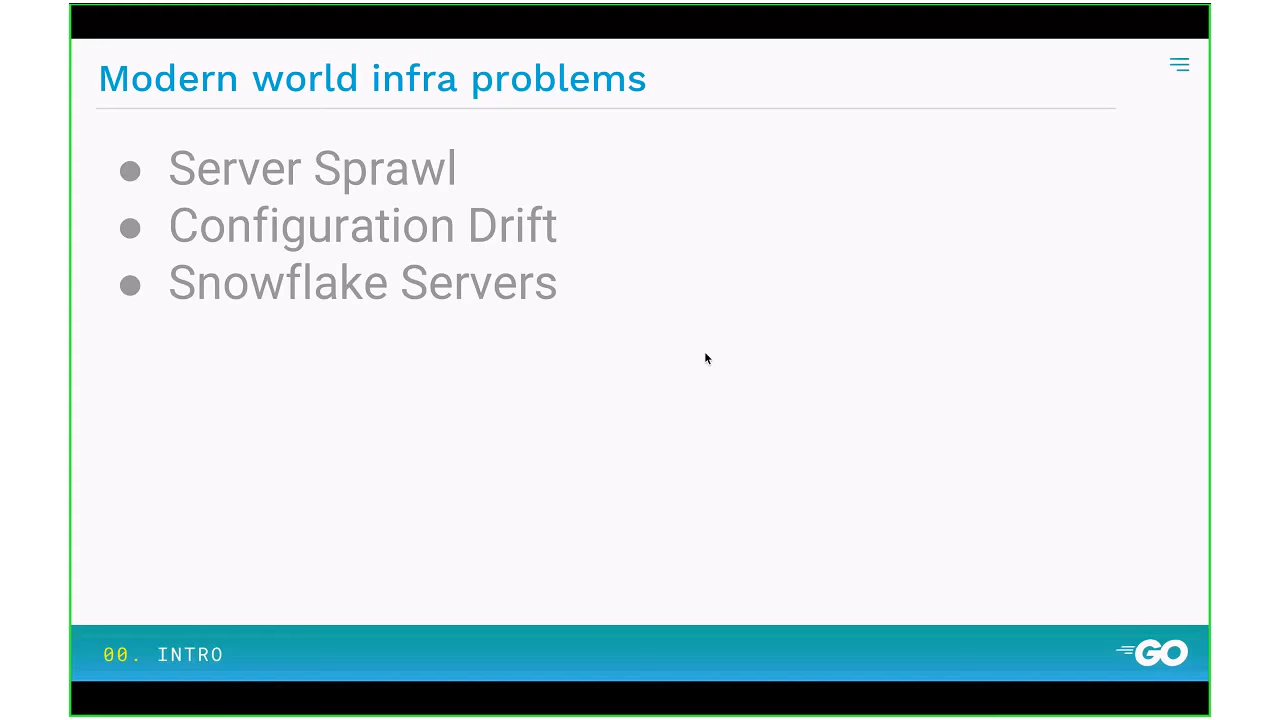 Modern world infra problems
● Server Sprawl
● Configuration Drift
● Snowflake Servers
00. INTRO
GO